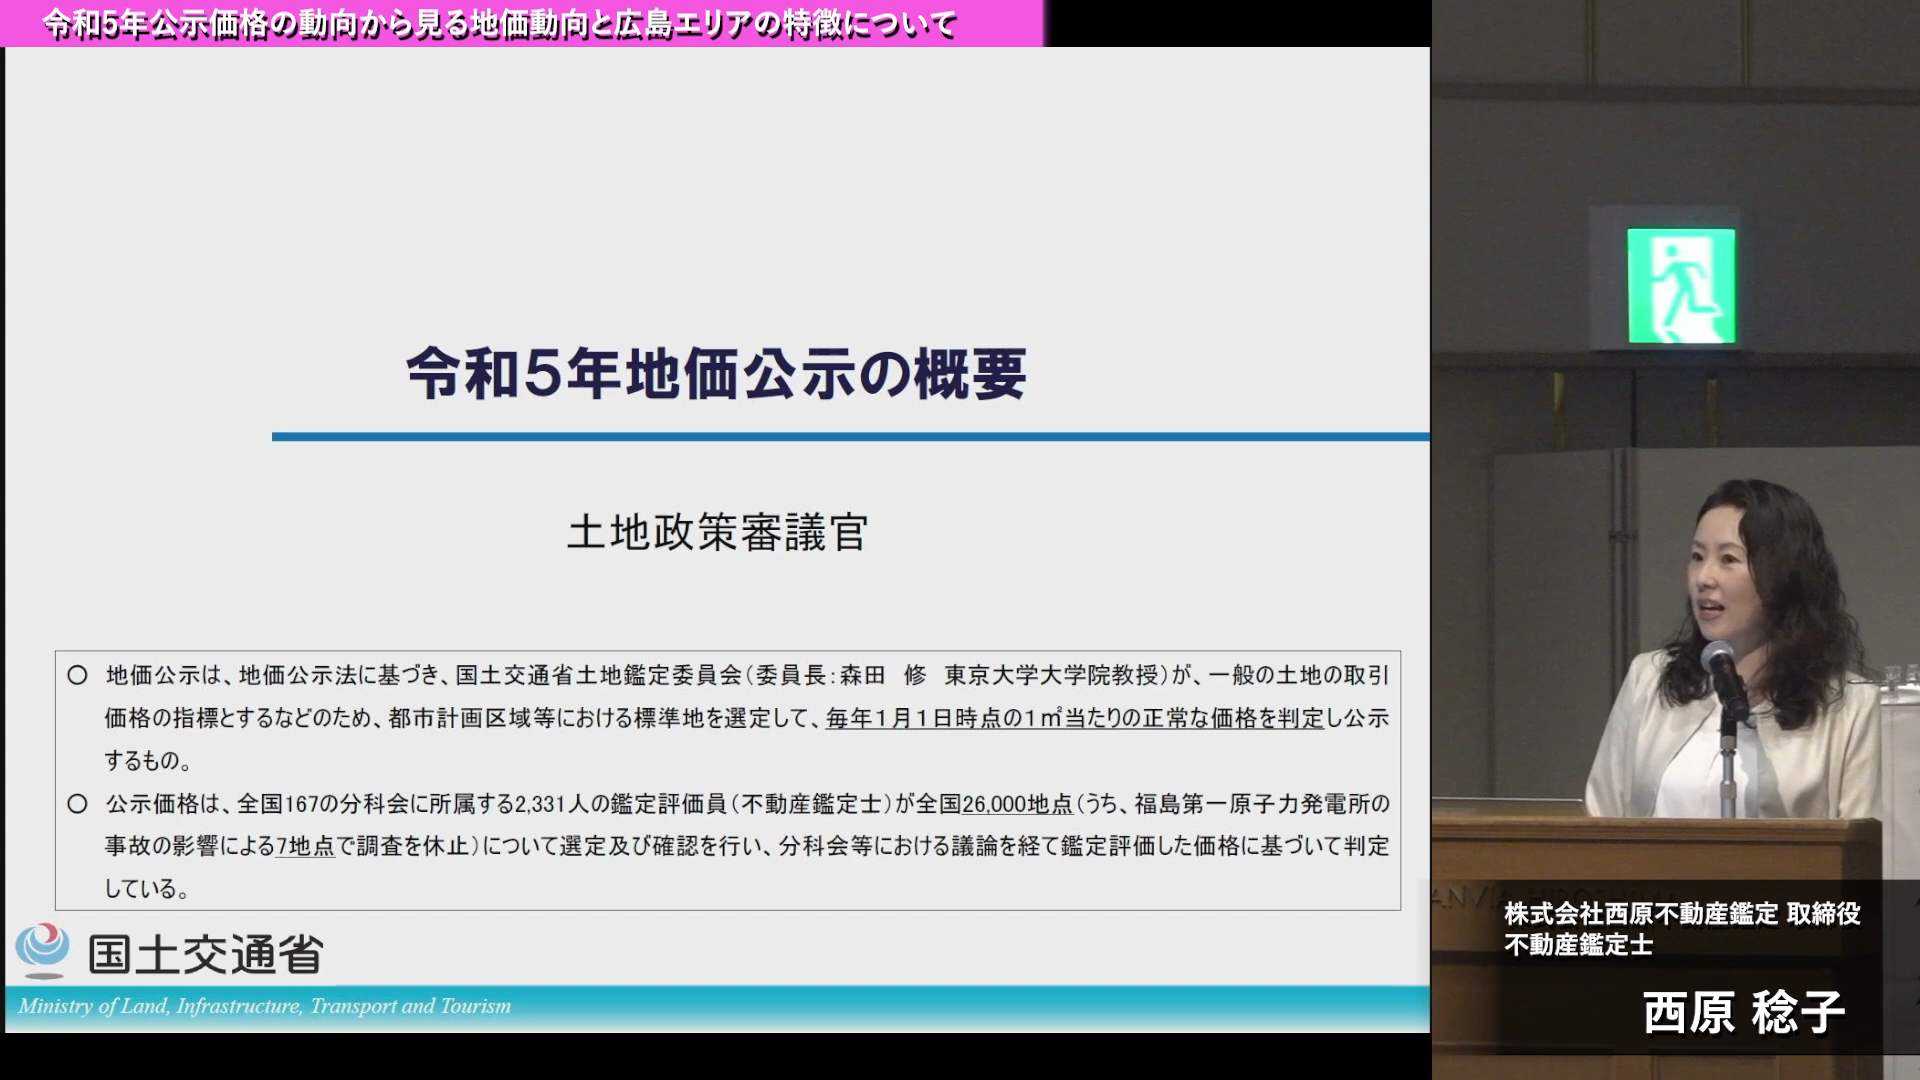 令和5年公示価格の動向から見る地価動向と広島エリアの特徴について
令和5年地価公示の概要
土地政策審議官
〇 地価公示は、地価公示法に基づき、国土交通省土地鑑定委員会（委員長：森田 修 東京大学大学院教授）が、一般の土地の取引
価格の指標とするなどのため、都市計画区域等における標準地を選定して、毎年１月１日時点の１㎡当たりの正常な価格を判定し公示
するもの。
〇 公示価格は、全国167の分科会に所属する2,331人の鑑定評価員（不動産鑑定士）が全国26,000地点（うち、福島第一原子力発電所の
事故の影響による7地点で調査を休止）について選定及び確認を行い、分科会等における議論を経て鑑定評価した価格に基づいて判定
している。
国土交通省
Ministry of Land, Infrastructure, Transport and Tourism
株式会社西原不動産鑑定 取締役
不動産鑑定士
西原 稔子